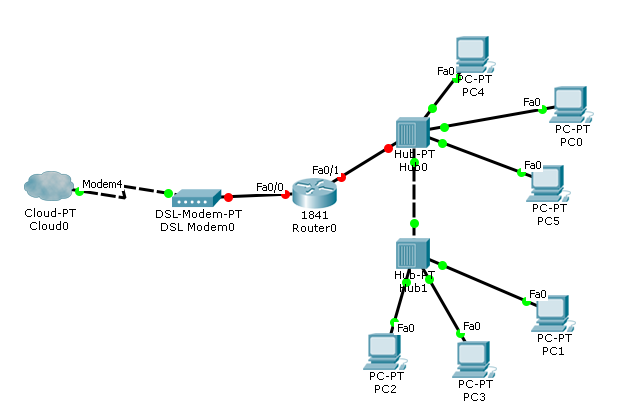 Fa0
PC-PT
PC4
Fa0
PC-PT
PC0
Hub-PT
Hub0
Fa0/1
Fa0
Modem4
Fa0/0
PC-PT
PC5
Cloud-PT
Cloud0
DSL-Modem-PT
DSL Modem0
1841
Router0
Hub-PT
Hub1
Fa0
PC-PT
PC1
Fa0
PC-PT
PC2
Fa0
PC-PT
PC3